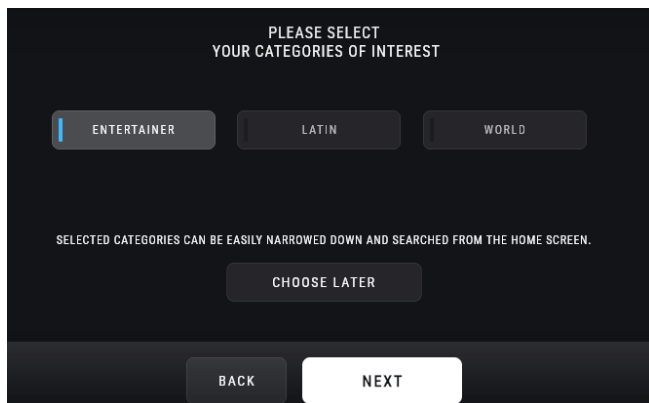 PLEASE SELECT
YOUR CATEGORIES OF INTEREST
ENTERTAINER
LATIN
WORLD
SELECTED CATEGORIES CAN BE EASILY NARROWED DOWN AND SEARCHED FROM THE HOME SCREEN.
CHOOSE LATER
BACK
NEXT